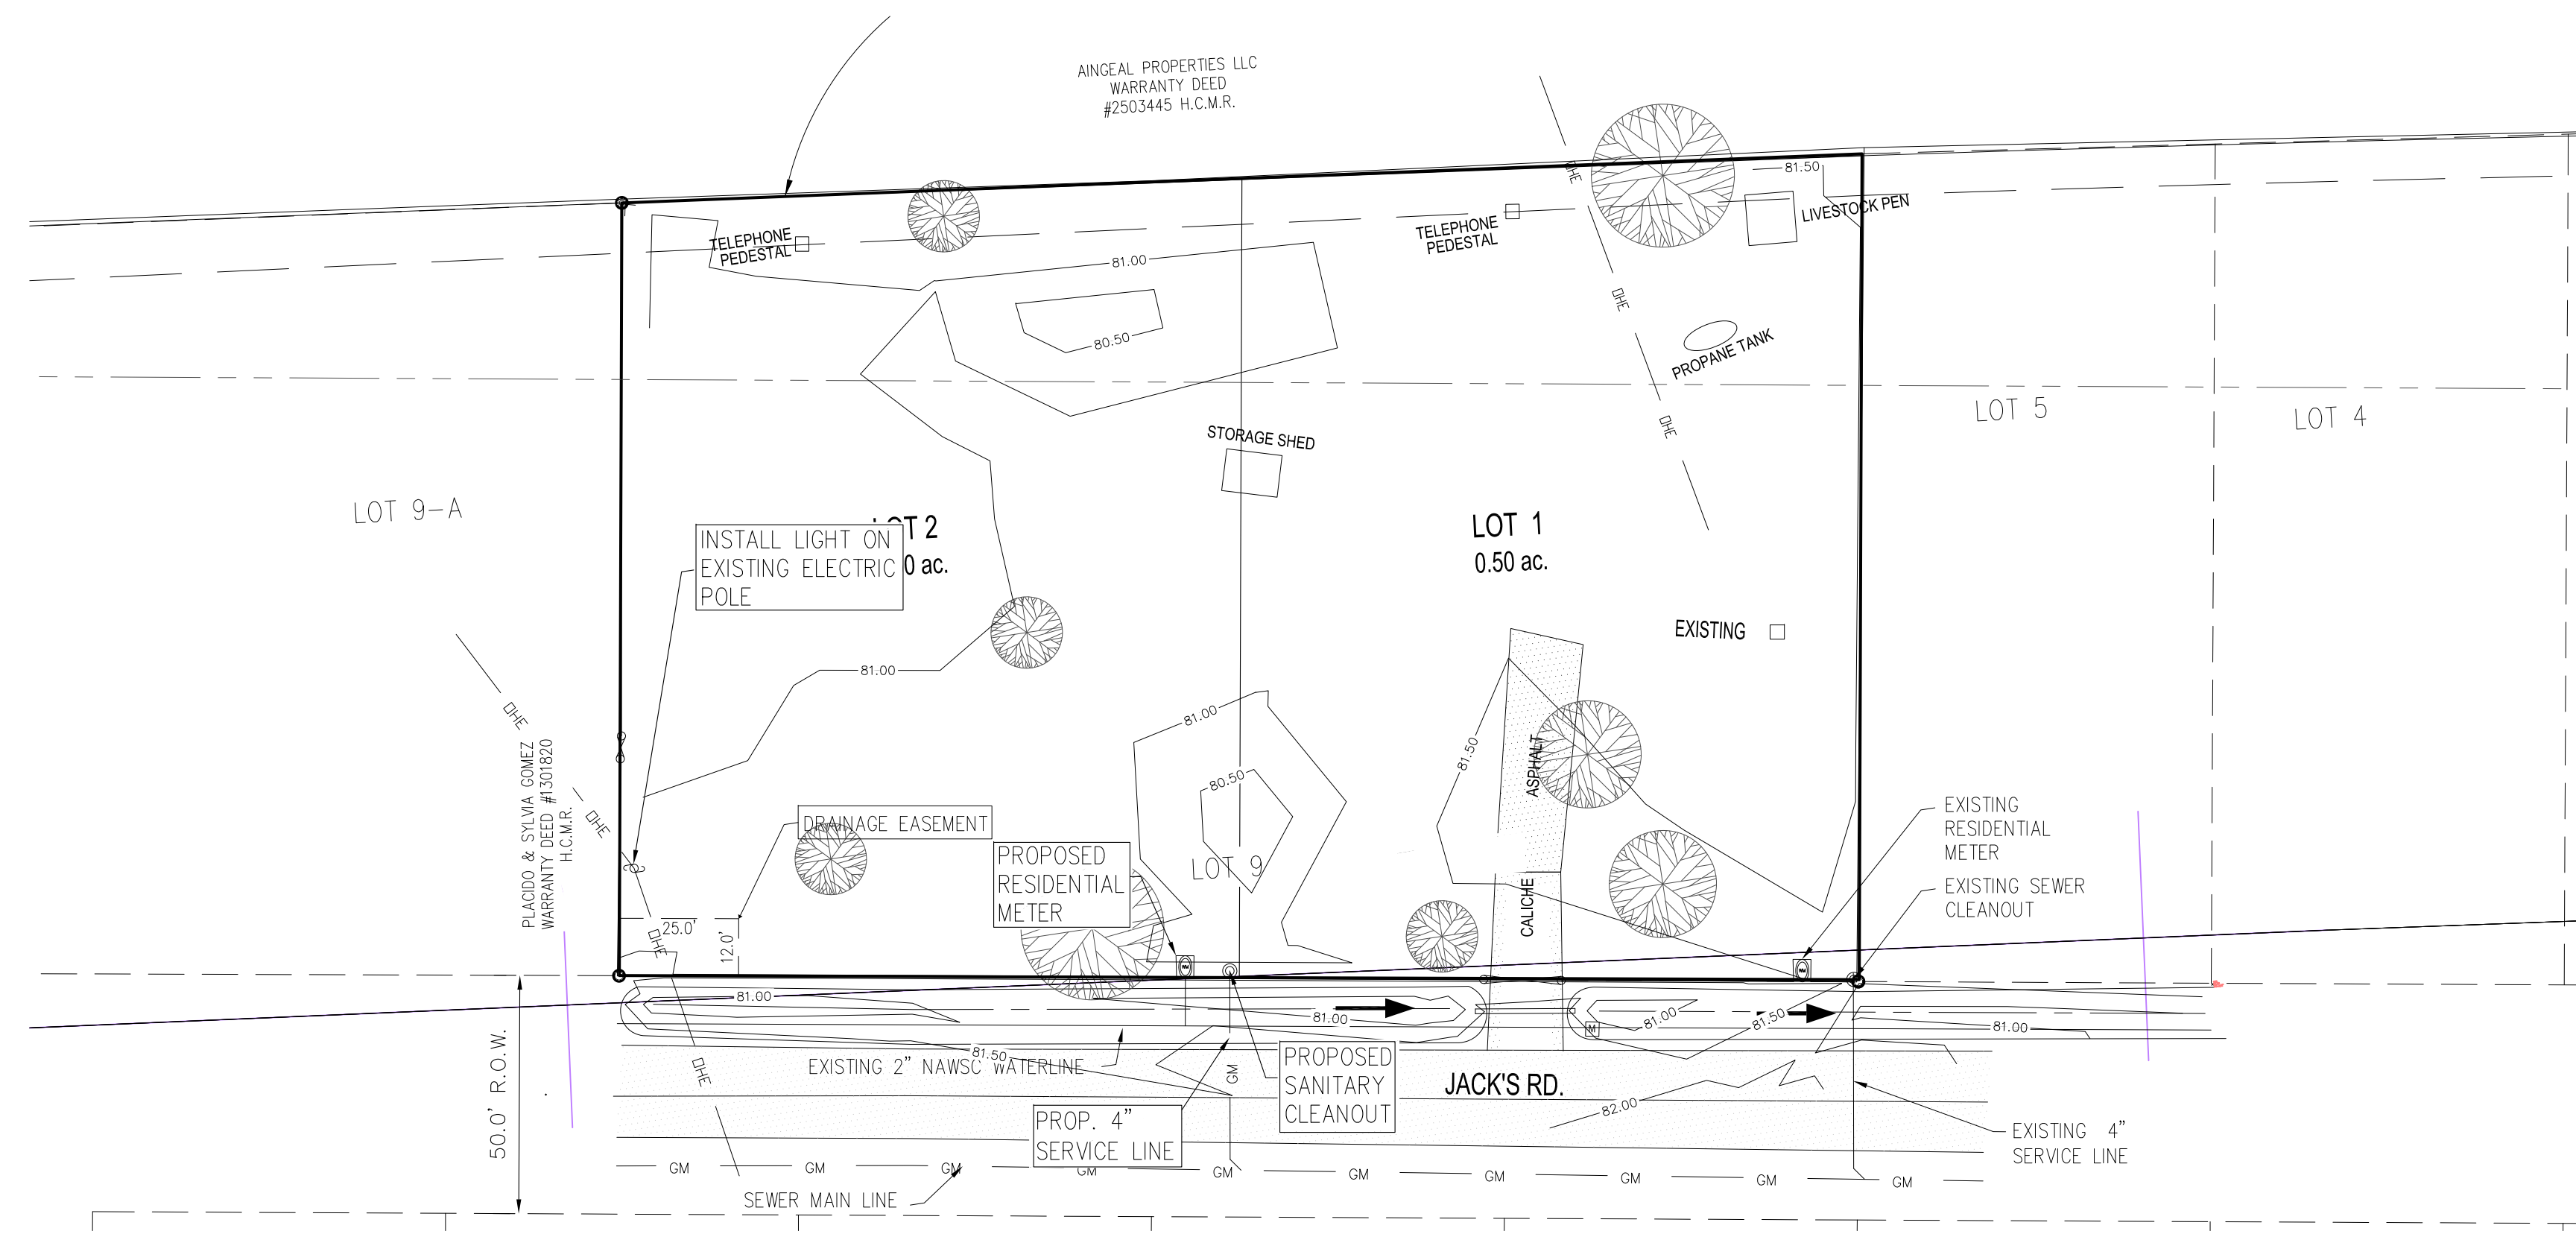 AINGEAL PROPERTIES LLC
WARRANTY DEED
#2503445 H.C.M.R.
OHE
81.50
LIVESTOCK PEN
TELEPHONE
PEDESTAL
TELEPHONE
PEDESTAL
81.00
OHE
80.50
PROPANE TANK
OHE
LOT 5
LOT 4
STORAGE SHED
LOT 9-A
LOT 2
0 ac.
INSTALL LIGHT ON
EXISTING ELECTRIC
POLE
LOT 1
0.50 ac.
EXISTING
81.00
OHE
81.00
81.50
ASPHALT
80.50
PLACIDO & SYLVIA GOMEZ
WARRANTY DEED #1301820
H.C.M.R.
OHE
DRAINAGE EASEMENT
PROPOSED
RESIDENTIAL
METER
LOT 9
CALICHE
EXISTING
RESIDENTIAL
METER
EXISTING SEWER
CLEANOUT
25.0'
12.0'
OHE
81.00
81.00
81.00
81.50
81.00
M
50.0' R.O.W.
81.50
EXISTING 2" NAWSC WATERLINE
OHE
GM
PROPOSED
SANITARY
CLEANOUT
JACK'S RD.
82.00
PROP. 4"
SERVICE LINE
EXISTING 4"
SERVICE LINE
GM GM GM GM GM GM GM GM GM GM
SEWER MAIN LINE